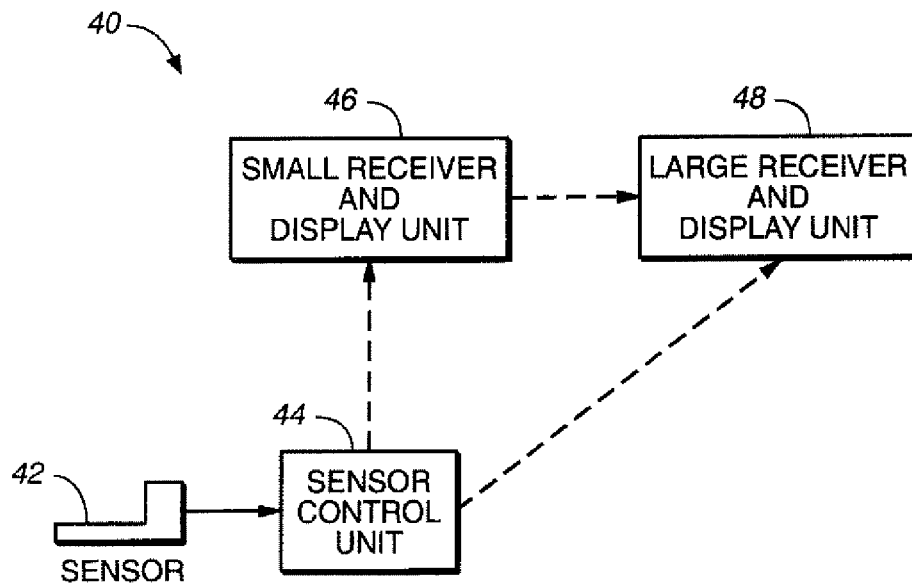 40
46
SMALL RECEIVER
AND
DISPLAY UNIT
48
LARGE RECEIVER
AND
DISPLAY UNIT
44
SENSOR
CONTROL
UNIT
42
SENSOR